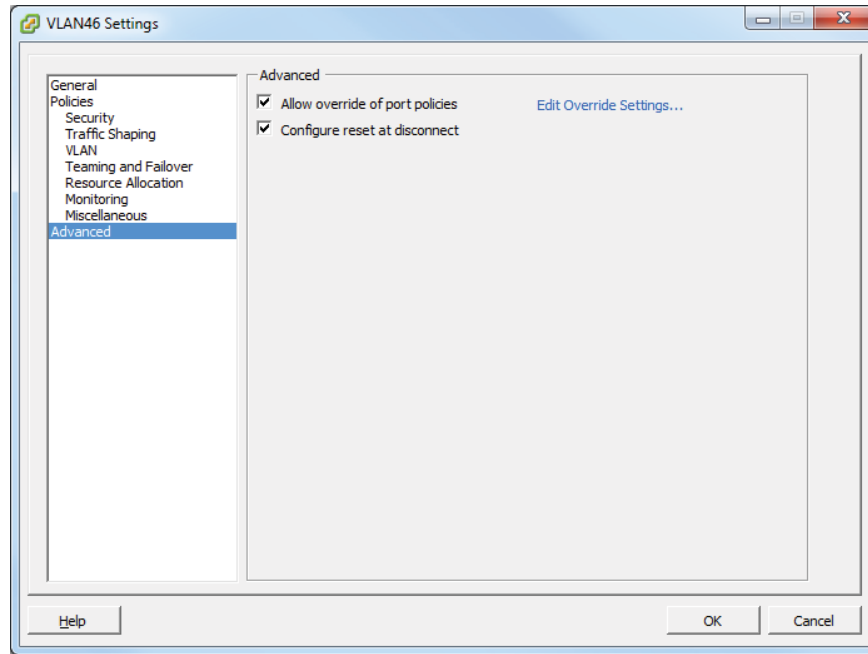 VLAN46 Settings
General
Policies
Security
Traffic Shaping
VLAN
Teaming and Failover
Resource Allocation
Monitoring
Miscellaneous
Advanced
Advanced
Allow override of port policies
Edit Override Settings...
Configure reset at disconnect
Help
OK
Cancel